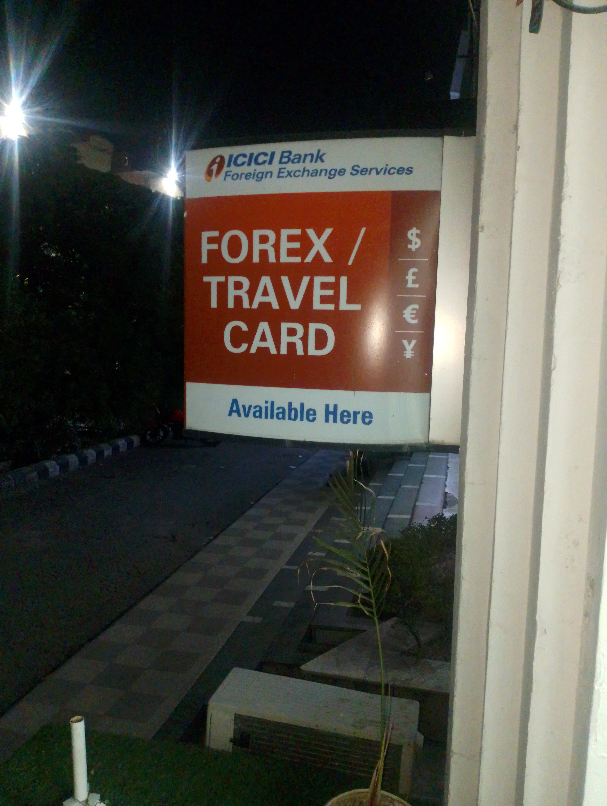 i ICICI Bank
Foreign Exchange Services
FOREX /
TRAVEL
CARD
$
£
€
¥
Available Here